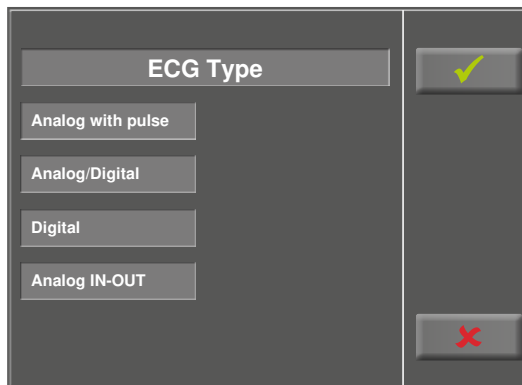 ECG Type
Analog with pulse
Analog/Digital
Digital
Analog IN-OUT